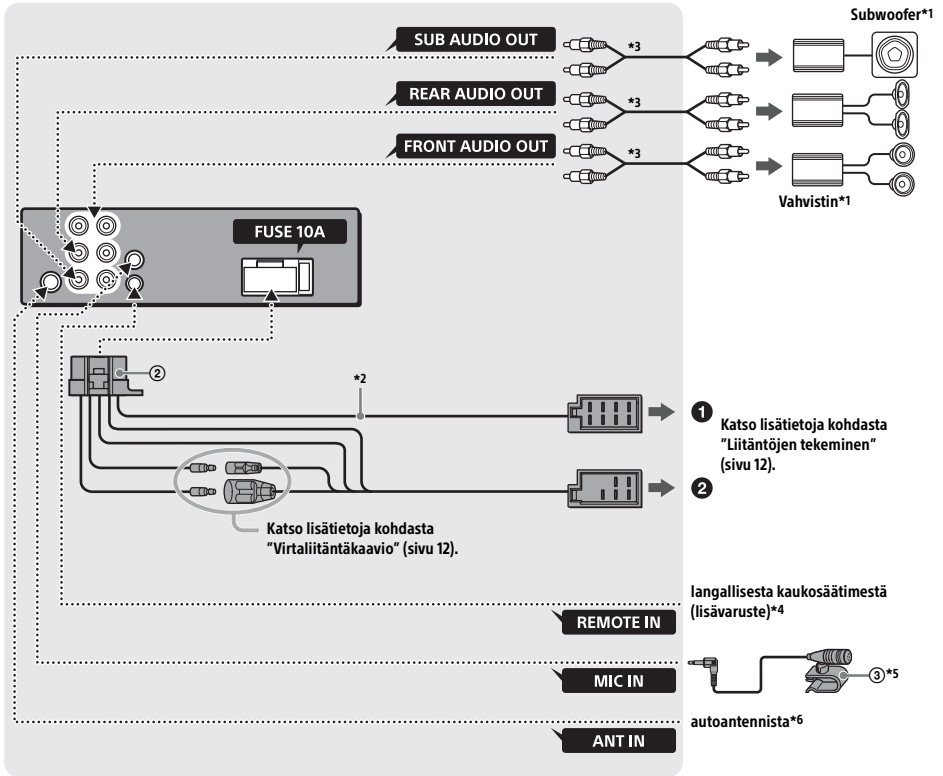 Subwoofer*1
SUB AUDIO OUT
*3
REAR AUDIO OUT
*3
FRONT AUDIO OUT
*3
Vahvistin*1
FUSE 10A
②
*2
❶
Katso lisätietoja kohdasta
"Liitäntöjen tekeminen"
(sivu 12).
❷
Katso lisätietoja kohdasta
"Virtaliitäntäkaavio" (sivu 12).
langallisesta kaukosäätimestä
(lisävaruste)*4
REMOTE IN
MIC IN
③*5
autoantennista*6
ANT IN